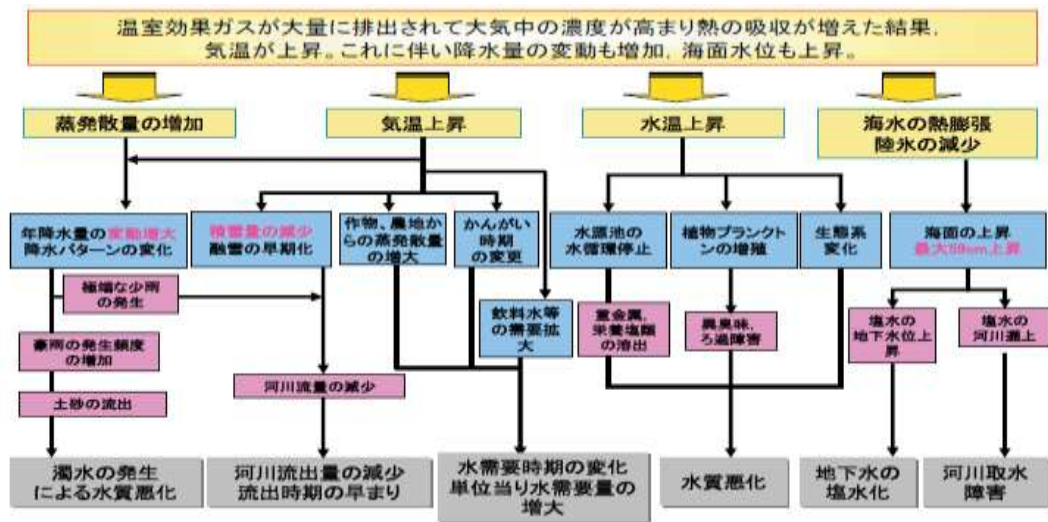 温室効果ガスが大量に排出されて大気中の濃度が高まり熱の吸収が増えた結果,
気温が上昇。これに伴い降水量の変動も増加, 海面水位も上昇。
蒸発散量の増加
気温上昇
水温上昇
海水の熱膨張
陸氷の減少
年降水量の変動増大
降水パターンの変化
積雪量の減少
融雪の早期化
作物、農地か
らの蒸発散量
の増大
かんがい
時期
の変更
水源池の
水循環停止
植物プランクト
ンの増殖
生態系
変化
海面の上昇
最大59cm上昇
極端な少雨
の発生
豪雨の発生頻度
の増加
土砂の流出
河川流量の減少
飲料水等
の需要拡
大
重金属,
栄養塩類
の溶出
異臭味,
ろ過障害
塩水の
地下水位上
昇
塩水の
河川遡上
濁水の発生
による水質悪化
河川流出量の減少
流出時期の早まり
水需要時期の変化
単位当り水需要量の
増大
水質悪化
地下水の
塩水化
河川取水
障害